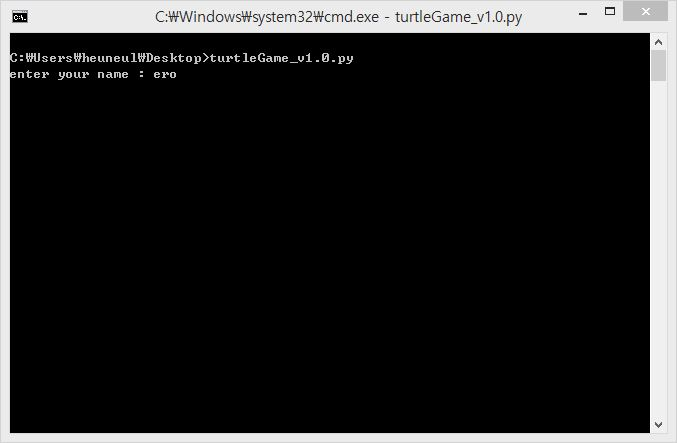 C:₩Windows₩system32₩cmd.exe - turtleGame_v1.0.py
C:₩Users₩heuneul₩Desktop>turtleGame_v1.0.py
enter your name : ero